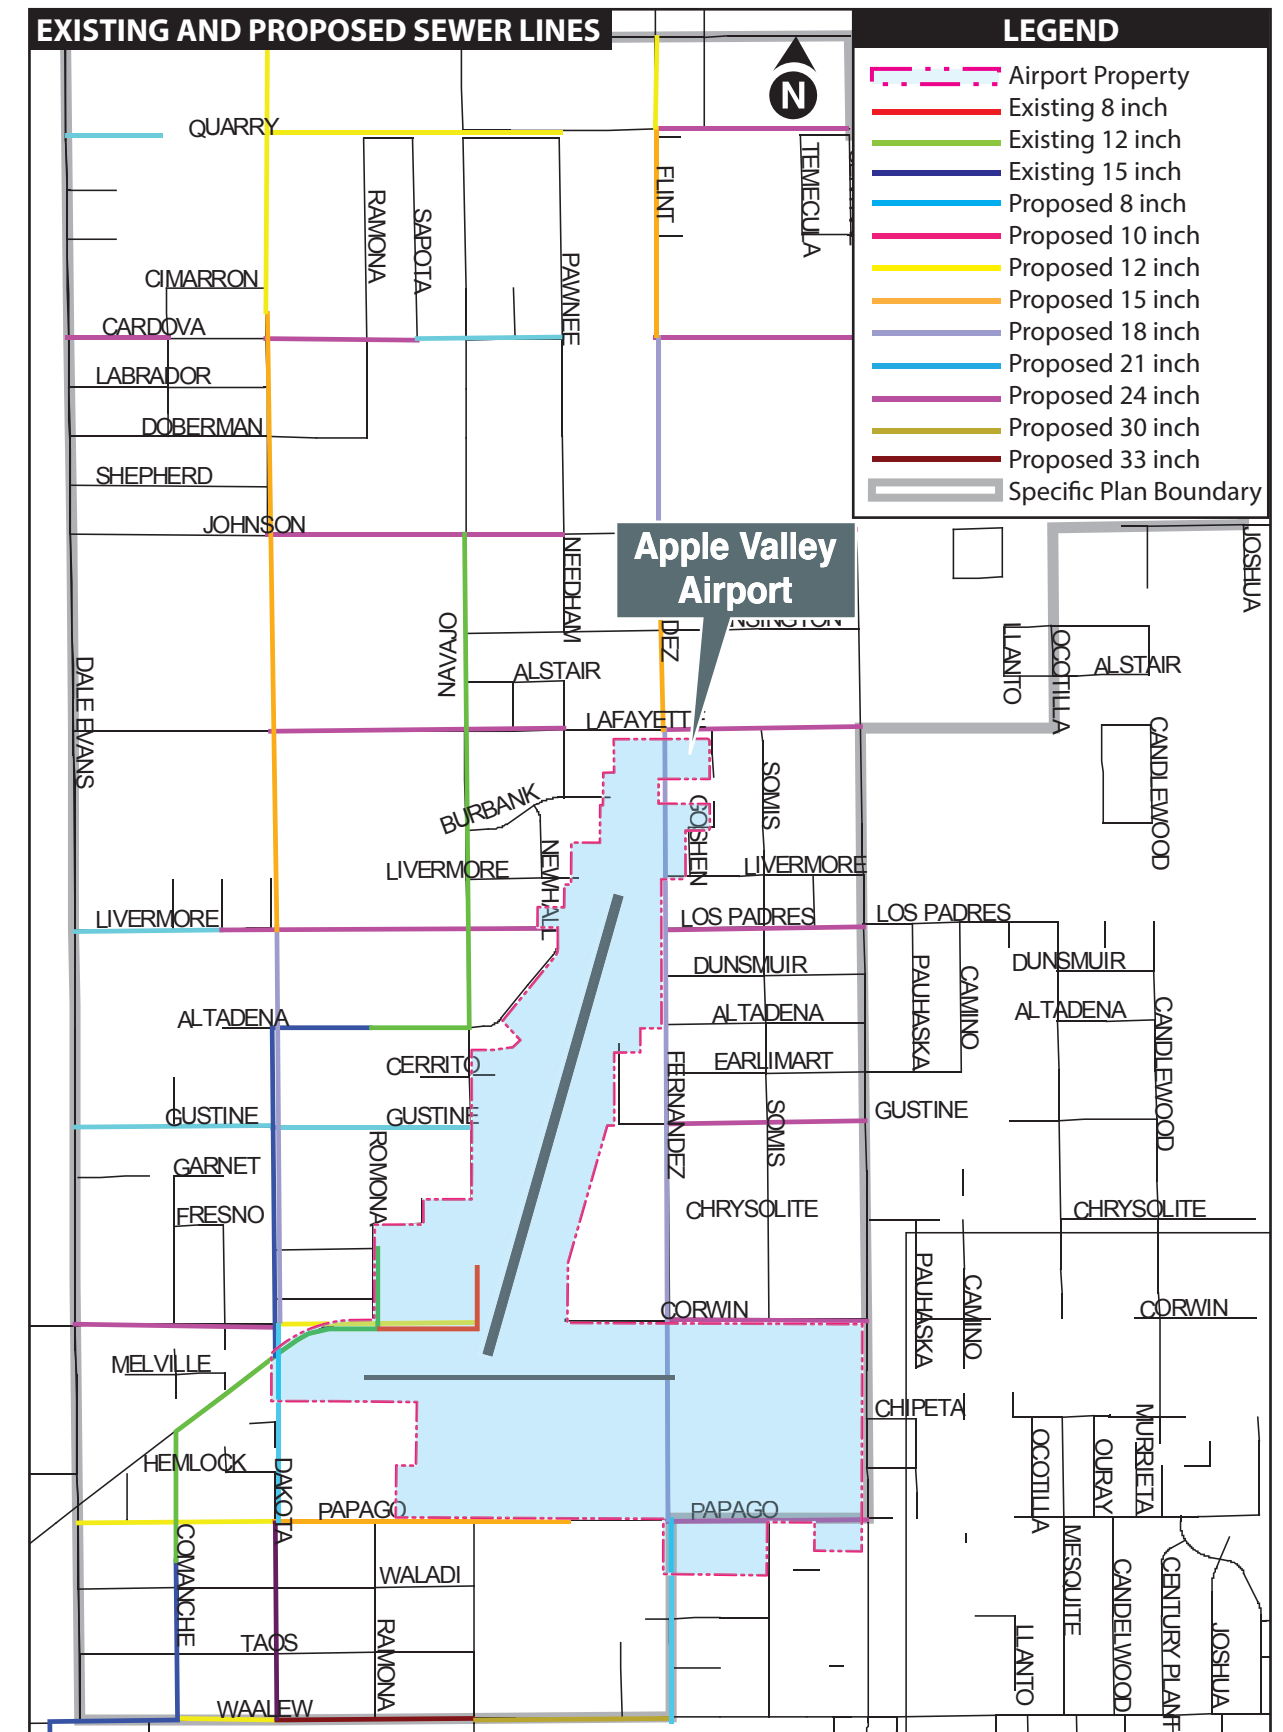 EXISTING AND PROPOSED SEWER LINES
LEGEND
N
Airport Property
Existing 8 inch
Existing 12 inch
Existing 15 inch
Proposed 8 inch
Proposed 10 inch
Proposed 12 inch
Proposed 15 inch
Proposed 18 inch
Proposed 21 inch
Proposed 24 inch
Proposed 30 inch
Proposed 33 inch
Specific Plan Boundary
QUARRY
RAMONA
SAPOTA
PAWNEE
FLINT
TEMECULA
CIMARRON
CARDOVA
LABRADOR
DOBERMAN
SHEPHERD
JOHNSON
NEEDHAM
Apple Valley
Airport
NSINGTON
DEZ
JOSHUA
LLANTO
OCOTILLA
ALSTAIR
NAVAJO
ALSTAIR
DALE EVANS
LAFAYETTE
CANDLEWOOD
SOMIS
GOSHEN
BURBANK
NEWHALL
LIVERMORE
LIVERMORE
LIVERMORE
LOS PADRES
LOS PADRES
DUNSMUIR
DUNSMUIR
PAUHASKA
CAMINO
ALTADENA
ALTADENA
ALTADENA
CANDLEWOOD
CERRITO
EARLIMART
FERNANDEZ
GUSTINE
GUSTINE
SOMIS
GUSTINE
ROMONA
GARNET
FRESNO
CHRYSOLITE
CHRYSOLITE
PAUHASKA
CAMINO
CORWIN
CORWIN
MELVILLE
CHIPETA
HEMLOCK
DAKOTA
OCOTILLA
OURAY
MURRIETA
PAPAGO
PAPAGO
COMANCHE
WALADI
MESQUITE
CANDELWOOD
CENTURY PLANT
JOSHUA
LLANTO
TAOS
RAMONA
WAALEW